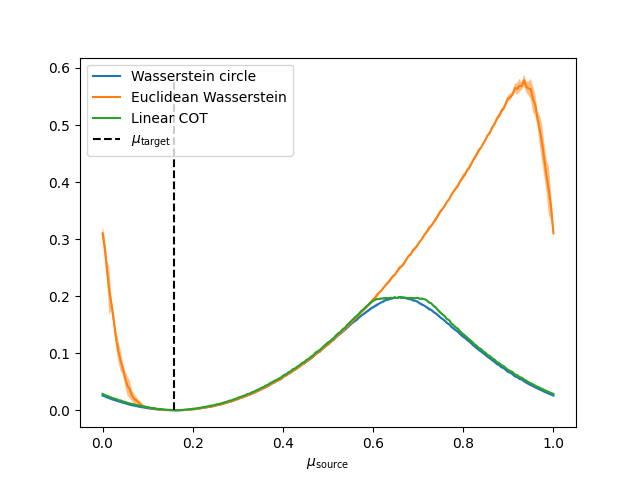 Wasserstein circle
Euclidean Wasserstein
Linear COT
μtarget
0.6
0.5
0.4
0.3
0.2
0.1
0.0
0.0 0.2 0.4 0.6 0.8 1.0
μsource